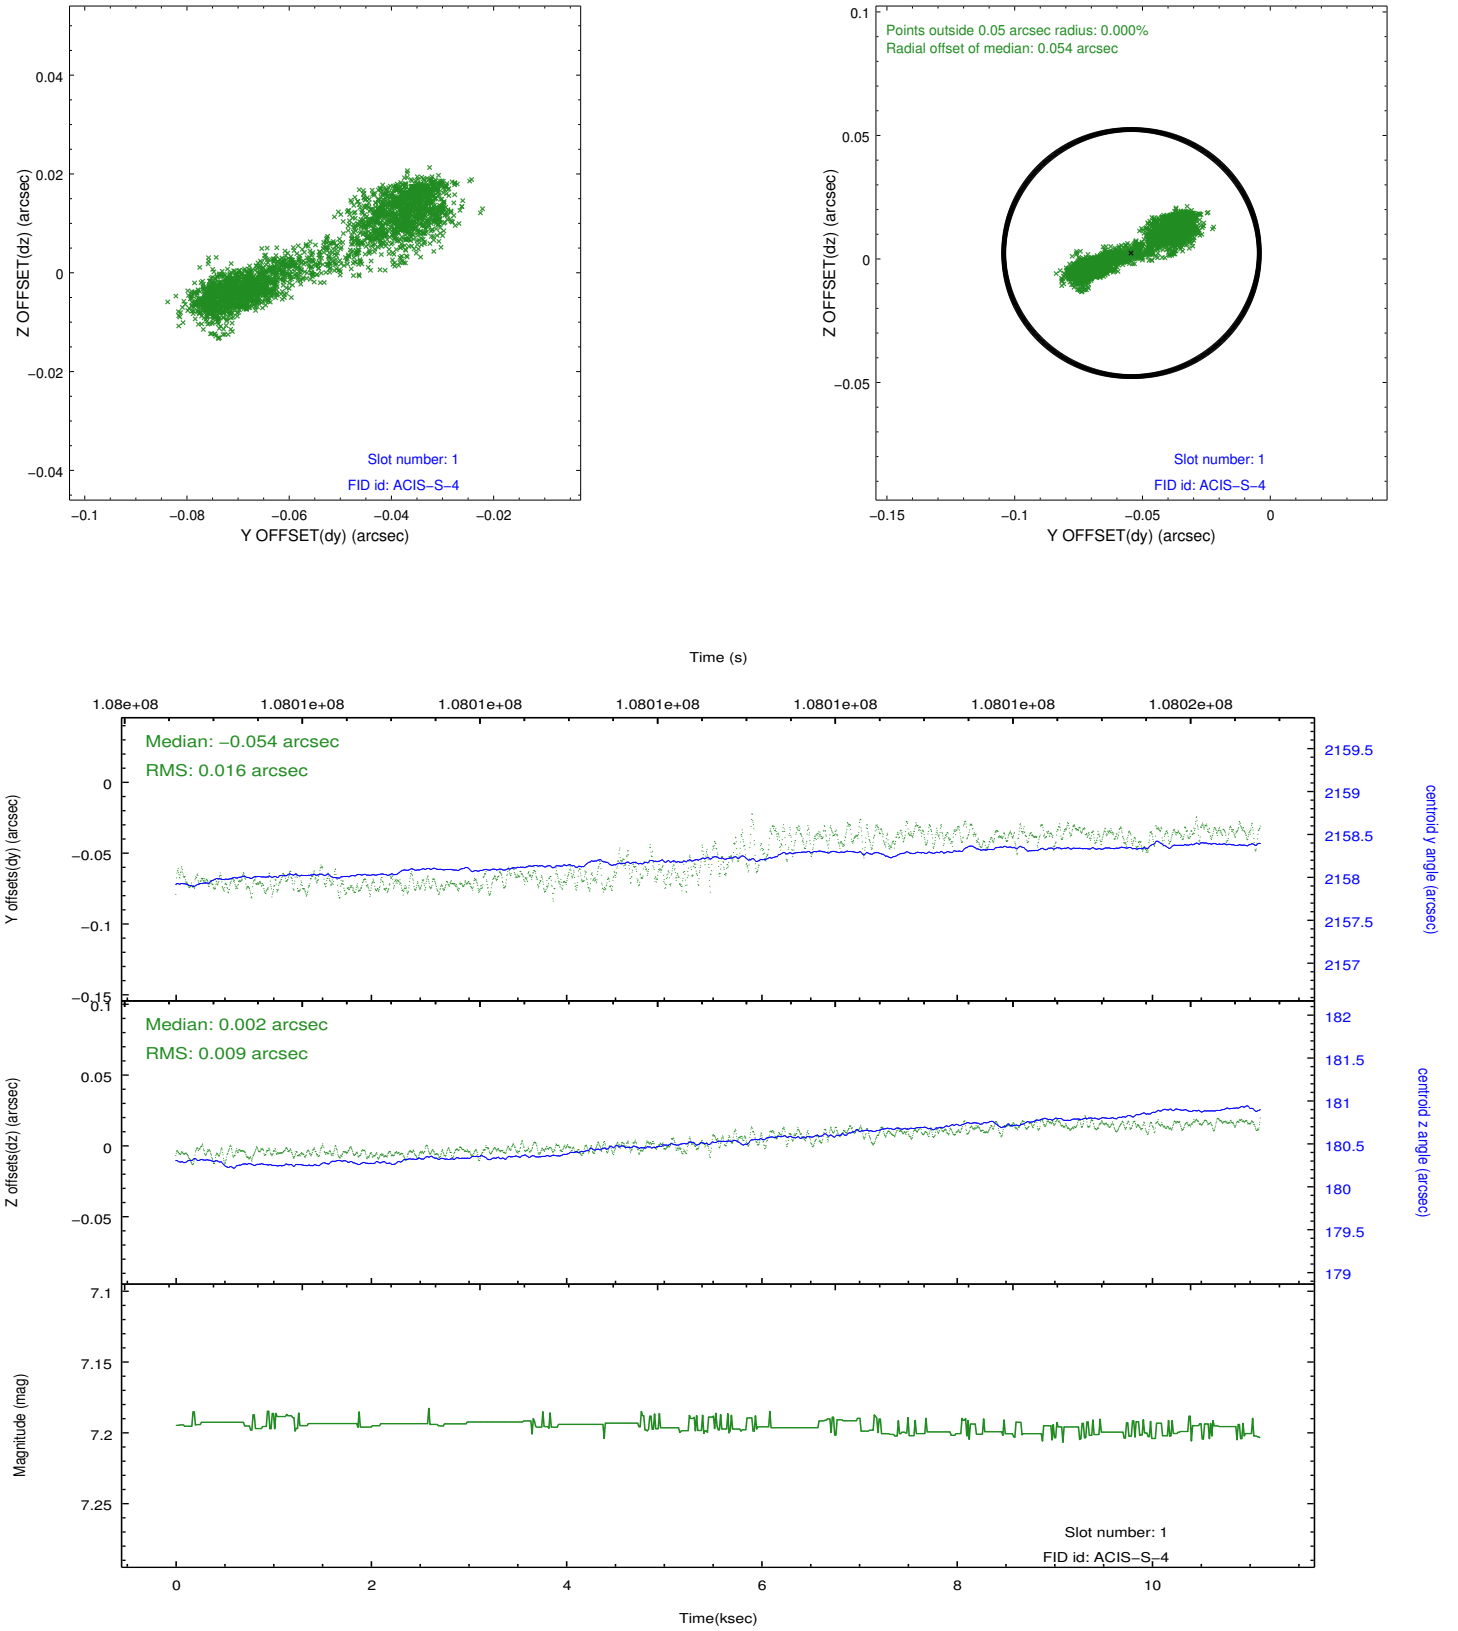 0.04
0.02
0
−0.02
−0.04
Z OFFSET(dz) (arcsec)
Slot number: 1
FID id: ACIS−S−4
−0.1
−0.08
−0.06
−0.04
−0.02
Y OFFSET(dy) (arcsec)
Points outside 0.05 arcsec radius: 0.000%
Radial offset of median: 0.054 arcsec
0.1
0.05
0
−0.05
Z OFFSET(dz) (arcsec)
Slot number: 1
FID id: ACIS−S−4
−0.15
−0.1
−0.05
0
Y OFFSET(dy) (arcsec)
Time (s)
1.08e+08
1.0801e+08
1.0801e+08
1.0801e+08
1.0801e+08
1.0801e+08
1.0802e+08
Median: −0.054 arcsec
RMS: 0.016 arcsec
0
−0.05
−0.1
−0.15
Y offsets(dy) (arcsec)
2159.5
2159
2158.5
2158
2157.5
2157
centroid y angle (arcsec)
Median: 0.002 arcsec
RMS: 0.009 arcsec
0.1
0.05
0
−0.05
Z offsets(dz) (arcsec)
182
181.5
181
180.5
180
179.5
179
centroid z angle (arcsec)
7.1
7.15
7.2
7.25
Magnitude (mag)
Slot number: 1
FID id: ACIS−S−4
0
2
4
6
8
10
Time(ksec)